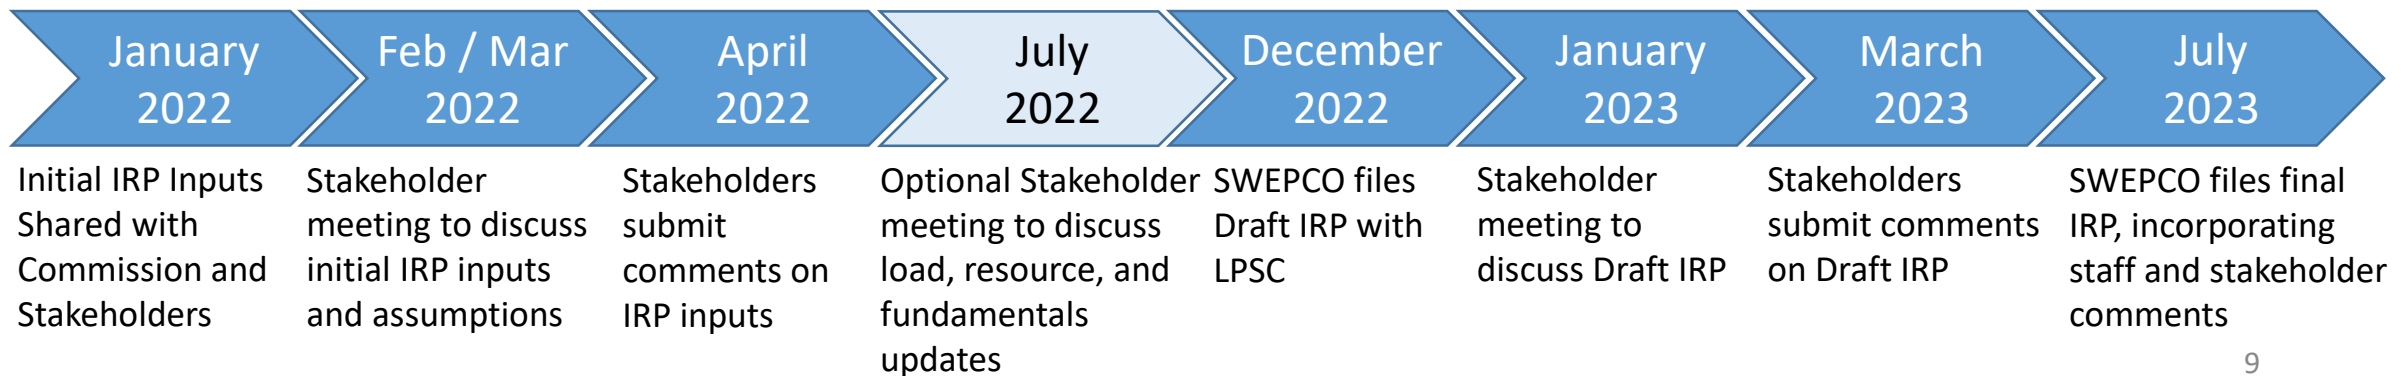 January
2022
Feb / Mar
2022
April
2022
July
2022
December
2022
January
2023
March
2023
July
2023
Initial IRP Inputs
Shared with
Commission and
Stakeholders
Stakeholder
meeting to discuss
initial IRP inputs
and assumptions
Stakeholders
submit
comments on
IRP inputs
Optional Stakeholder
meeting to discuss
load, resource, and
fundamentals
updates
SWEPCO files
Draft IRP with
LPSC
Stakeholder
meeting to
discuss Draft IRP
Stakeholders
submit comments
on Draft IRP
SWEPCO files final
IRP, incorporating
staff and stakeholder
comments
9